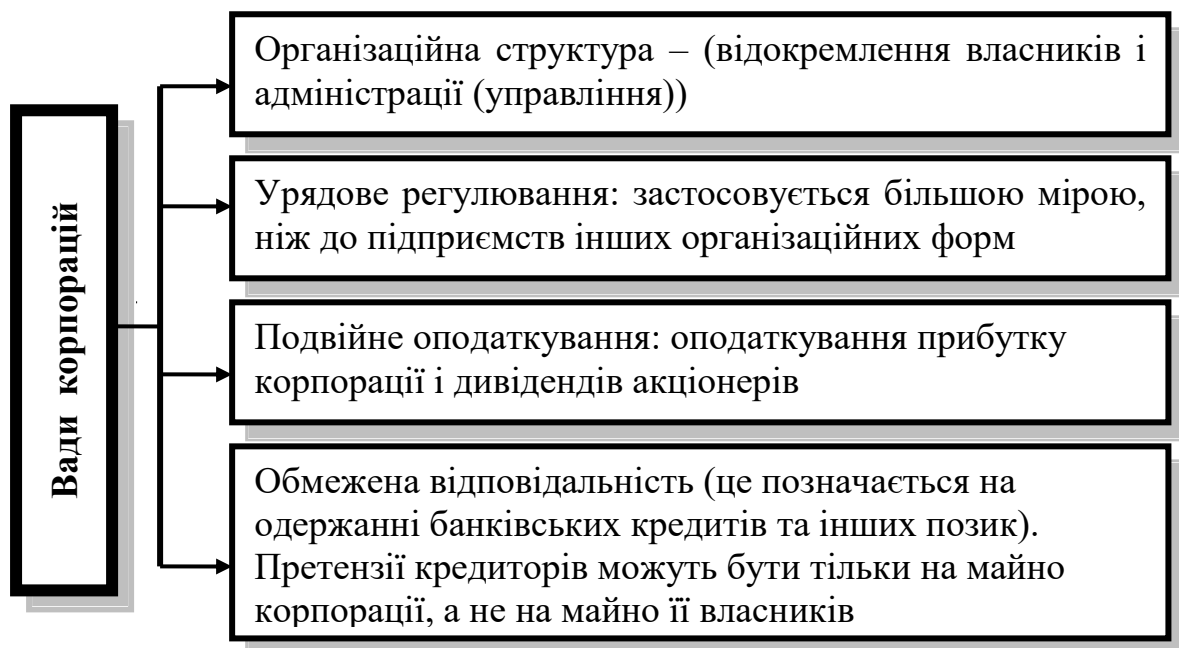 Вади корпорацій
Організаційна структура – (відокремлення власників і
адміністрації (управління))
Урядове регулювання: застосовується більшою мірою,
ніж до підприємств інших організаційних форм
Подвійне оподаткування: оподаткування прибутку
корпорації і дивідендів акціонерів
Обмежена відповідальність (це позначається на
одержанні банківських кредитів та інших позик).
Претензії кредиторів можуть бути тільки на майно
корпорації, а не на майно її власників